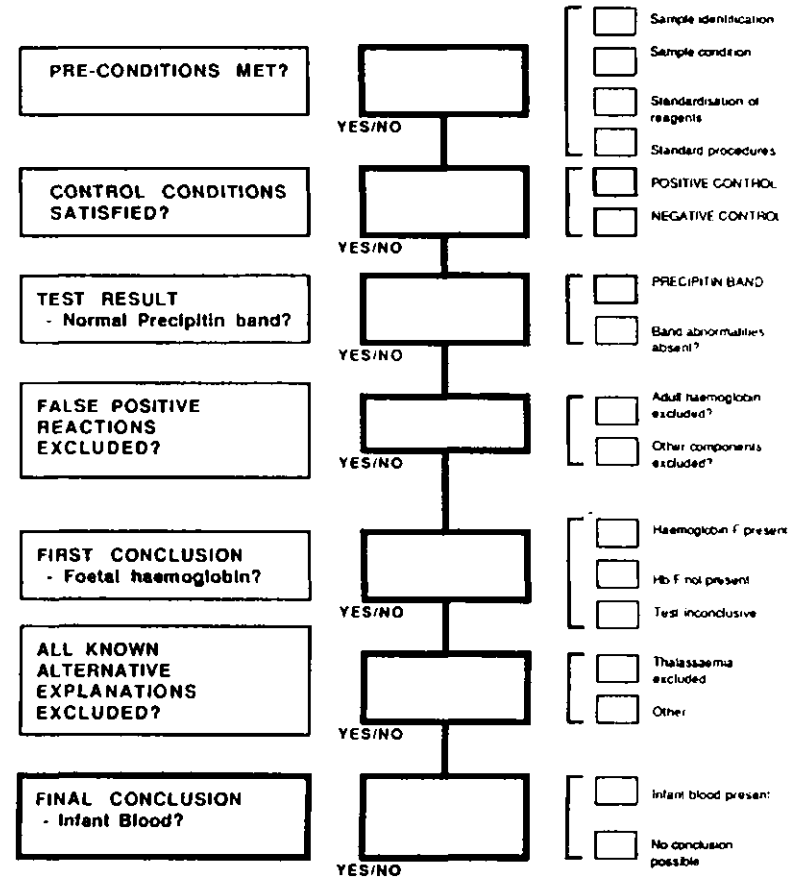 PRE-CONDITIONS MET?
YES/NO
Sample identification
Sample condition
Standardisation of
reagents
Standard procedures
CONTROL CONDITIONS
SATISFIED?
YES/NO
POSITIVE CONTROL
NEGATIVE CONTROL
TEST RESULT
- Normal Precipitin band?
YES/NO
PRECIPITIN BAND
Band abnormalities
absent?
FALSE POSITIVE
REACTIONS
EXCLUDED?
YES/NO
Adult haemoglobin
excluded?
Other components
excluded?
FIRST CONCLUSION
- Foetal haemoglobin?
YES/NO
Haemoglobin F present
Hb F not present
Test inconclusive
ALL KNOWN
ALTERNATIVE
EXPLANATIONS
EXCLUDED?
YES/NO
Thalassaemia
excluded
Other
FINAL CONCLUSION
- Infant Blood?
YES/NO
Infant blood present
No conclusion
possible